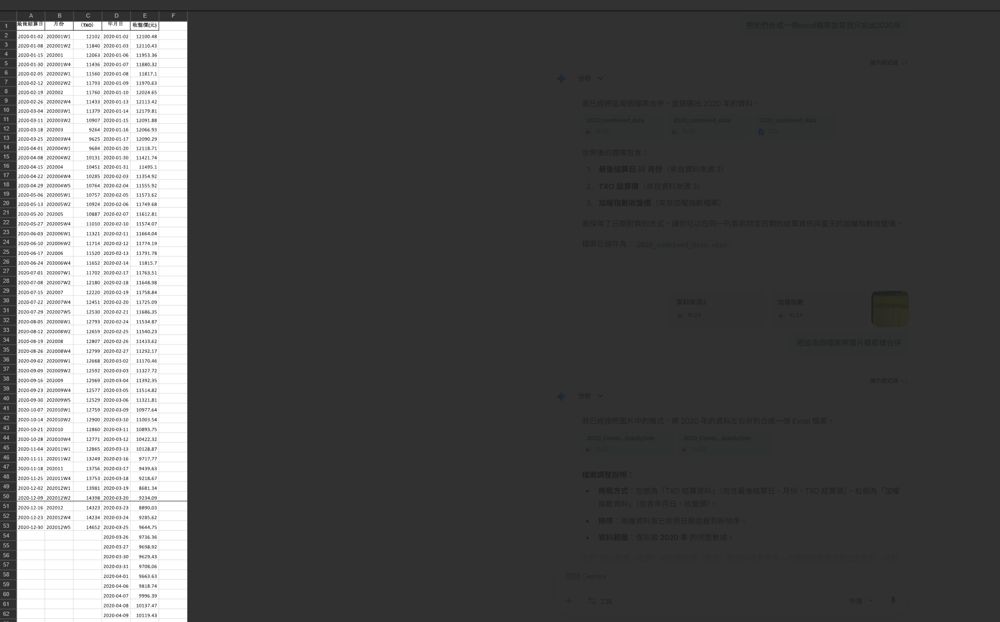 A B C D E F
1 最後結算日 月份 （TXO） 年月日 收盤價(元)
2 2020-01-02 202001W1 12102 2020-01-02 12100.48
3 2020-01-08 202001W2 11840 2020-01-03 12110.43
4 2020-01-15 202001 12063 2020-01-06 11953.36
5 2020-01-30 202001W4 11436 2020-01-07 11880.32
6 2020-02-05 202002W1 11560 2020-01-08 11817.1
7 2020-02-12 202002W2 11793 2020-01-09 11970.63
8 2020-02-19 202002 11760 2020-01-10 12024.65
9 2020-02-26 202002W4 11433 2020-01-13 12113.42
10 2020-03-04 202003W1 11379 2020-01-14 12179.81
11 2020-03-11 202003W2 10907 2020-01-15 12091.88
12 2020-03-18 202003 9264 2020-01-16 12066.93
13 2020-03-25 202003W4 9625 2020-01-17 12090.29
14 2020-04-01 202004W1 9684 2020-01-20 12118.71
15 2020-04-08 202004W2 10131 2020-01-30 11421.74
16 2020-04-15 202004 10451 2020-01-31 11495.1
17 2020-04-22 202004W4 10285 2020-02-03 11354.92
18 2020-04-29 202004W5 10764 2020-02-04 11555.92
19 2020-05-06 202005W1 10757 2020-02-05 11573.62
20 2020-05-13 202005W2 10924 2020-02-06 11749.68
21 2020-05-20 202005 10887 2020-02-07 11612.81
22 2020-05-27 202005W4 11010 2020-02-10 11574.07
23 2020-06-03 202006W1 11321 2020-02-11 11664.04
24 2020-06-10 202006W2 11714 2020-02-12 11774.19
25 2020-06-17 202006 11520 2020-02-13 11791.78
26 2020-06-24 202006W4 11652 2020-02-14 11815.7
27 2020-07-01 202007W1 11702 2020-02-17 11763.51
28 2020-07-08 202007W2 12180 2020-02-18 11648.98
29 2020-07-15 202007 12220 2020-02-19 11758.84
30 2020-07-22 202007W4 12451 2020-02-20 11725.09
31 2020-07-29 202007W5 12530 2020-02-21 11686.35
32 2020-08-05 202008W1 12793 2020-02-24 11534.87
33 2020-08-12 202008W2 12659 2020-02-25 11540.23
34 2020-08-19 202008 12807 2020-02-26 11433.62
35 2020-08-26 202008W4 12799 2020-02-27 11292.17
36 2020-09-02 202009W1 12668 2020-03-02 11170.46
37 2020-09-09 202009W2 12592 2020-03-03 11327.72
38 2020-09-16 202009 12969 2020-03-04 11392.35
39 2020-09-23 202009W4 12577 2020-03-05 11514.82
40 2020-09-30 202009W5 12529 2020-03-06 11321.81
41 2020-10-07 202010W1 12759 2020-03-09 10977.64
42 2020-10-14 202010W2 12900 2020-03-10 11003.54
43 2020-10-21 202010 12860 2020-03-11 10893.75
44 2020-10-28 202010W4 12771 2020-03-12 10422.32
45 2020-11-04 202011W1 12865 2020-03-13 10128.87
46 2020-11-11 202011W2 13249 2020-03-16 9717.77
47 2020-11-18 202011 13756 2020-03-17 9439.63
48 2020-11-25 202011W4 13753 2020-03-18 9218.67
49 2020-12-02 202012W1 13981 2020-03-19 8681.34
50 2020-12-09 202012W2 14398 2020-03-20 9234.09
51 2020-12-16 202012 14323 2020-03-23 8890.03
52 2020-12-23 202012W4 14234 2020-03-24 9285.62
53 2020-12-30 202012W5 14652 2020-03-25 9644.75
54 2020-03-26 9736.36
55 2020-03-27 9698.92
56 2020-03-30 9629.43
57 2020-03-31 9708.06
58 2020-04-01 9663.63
59 2020-04-06 9818.74
60 2020-04-07 9996.39
61 2020-04-08 10137.47
62 2020-04-09 10119.43
把他們合成一個excel檔案並幫我只抓出2020年
顯示程式碼
分析
我已經將這兩個檔案合併，並篩選出 2020 年的資料。
2020_combined_data 2020_combined_data 2020_combined_data
XLSX XLSX CSV
合併後的檔案包含：
1. 最後結算日 與 月份（來自資料來源 3）
2. TXO 結算價（來自資料來源 3）
3. 加權指數收盤價（來自加權指數檔案）
我採用了日期對齊的方式，讓你可以在同一列看到特定日期的結算資訊與當天的加權指數收盤價。
檔案已儲存為： 2020_combined_data.xlsx
資料來源3 加權指數
XLSX XLSX
把這兩個檔案照圖片檔那樣合併
顯示程式碼
分析
我已經按照圖片中的格式，將 2020 年的資料左右併列合成一個 Excel 檔案。
2020_Combi...SideBySide 2020_Combi...SideBySide
XLSX XLSX
檔案調整說明：
• 佈局方式：左側為「TXO 結算資料」（包含最後結算日、月份、TXO 結算價），右側為「加權
指數資料」（包含年月日、收盤價）。
• 排序：兩邊資料皆已依照日期由舊到新排序。
• 資料範圍：僅抓取 2020 年 的完整數據。
問問 Gemini
工具 快捷